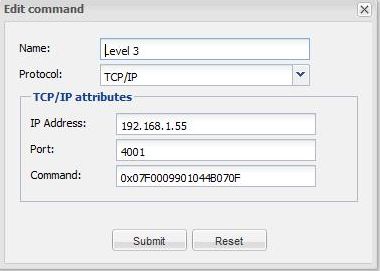 Edit command
Name: Level 3
Protocol: TCP/IP
TCP/IP attributes
IP Address: 192.168.1.55
Port: 4001
Command: 0x07F0009901044B070F
Submit Reset